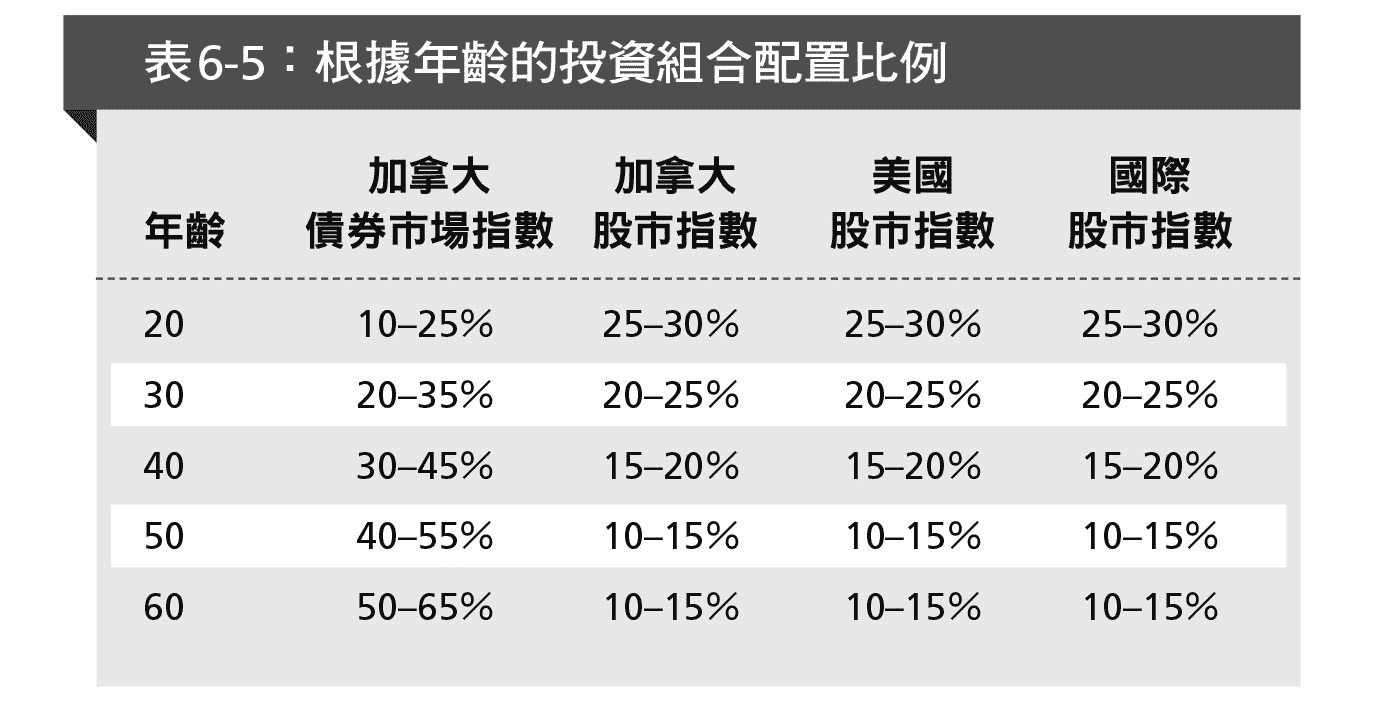 表6-5：根據年齡的投資組合配置比例
年齡 加拿大債券市場指數 加拿大股市指數 美國股市指數 國際股市指數
20 10–25% 25–30% 25–30% 25–30%
30 20–35% 20–25% 20–25% 20–25%
40 30–45% 15–20% 15–20% 15–20%
50 40–55% 10–15% 10–15% 10–15%
60 50–65% 10–15% 10–15% 10–15%